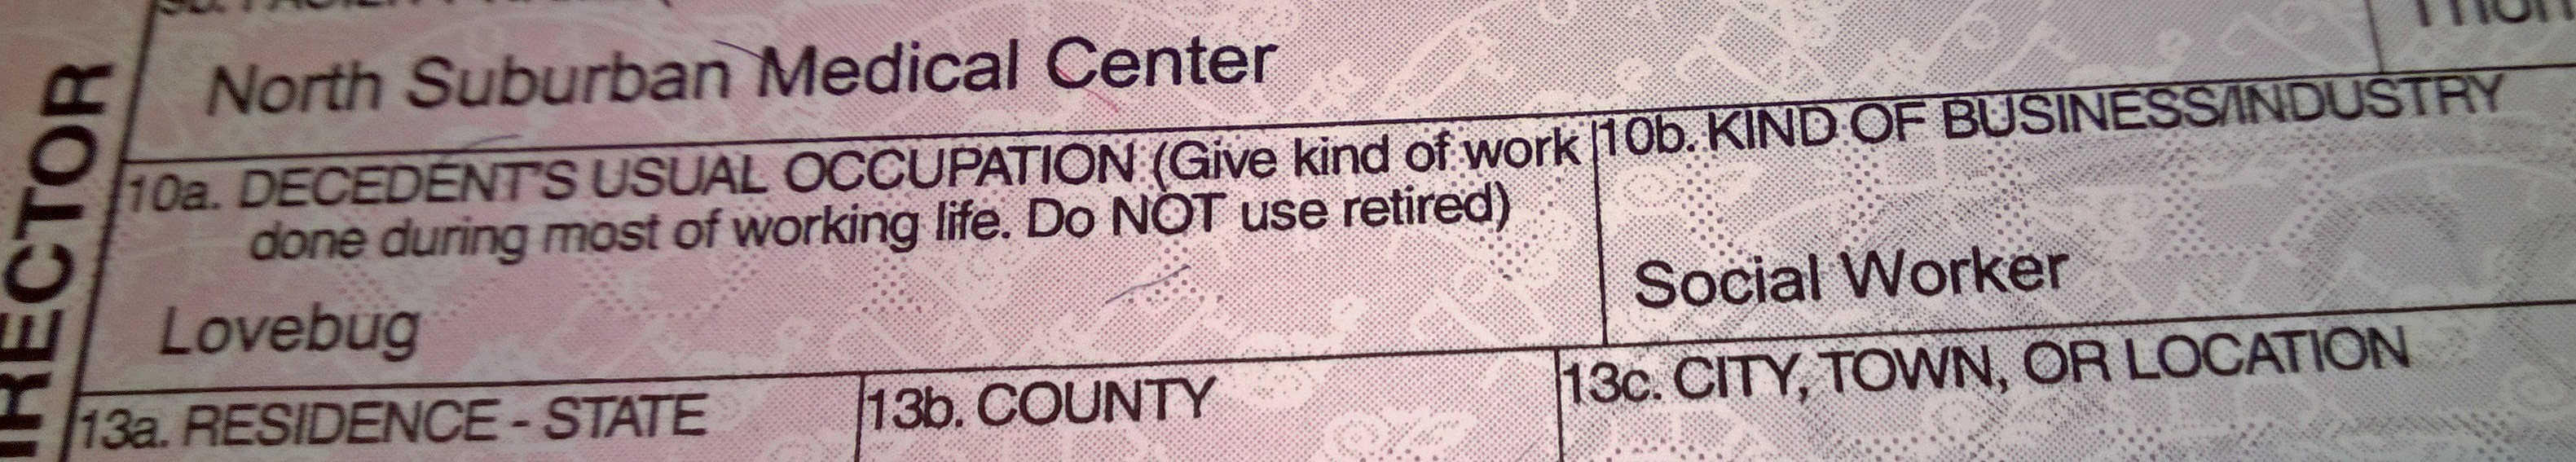 North Suburban Medical Center
10a. DECEDENT'S USUAL OCCUPATION (Give kind of work
done during most of working life. Do NOT use retired)
Lovebug
10b. KIND OF BUSINESS/INDUSTRY
Social Worker
13a. RESIDENCE - STATE
13b. COUNTY
13c. CITY, TOWN, OR LOCATION